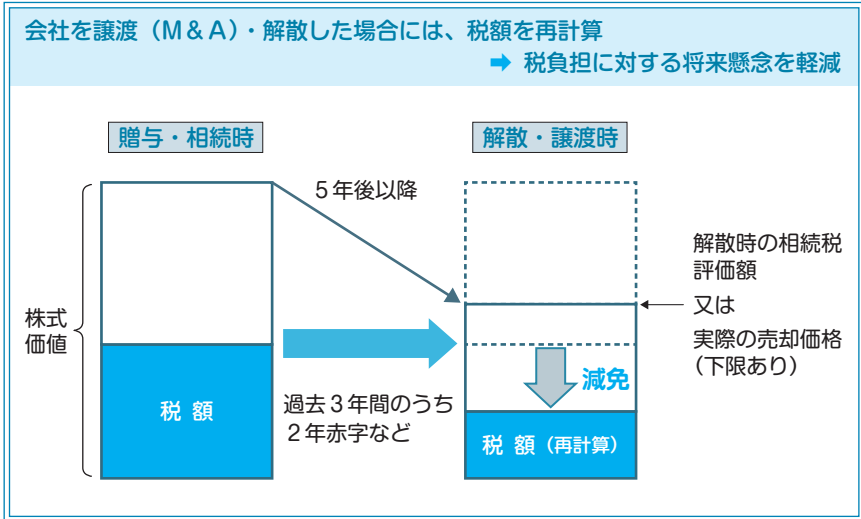 会社を譲渡（M＆A）・解散した場合には、税額を再計算
➡ 税負担に対する将来懸念を軽減
贈与・相続時
解散・譲渡時
5年後以降
株式
価値
税 額
過去３年間のうち
２年赤字など
減免
税 額（再計算）
解散時の相続税
評価額
又は
実際の売却価格
（下限あり）